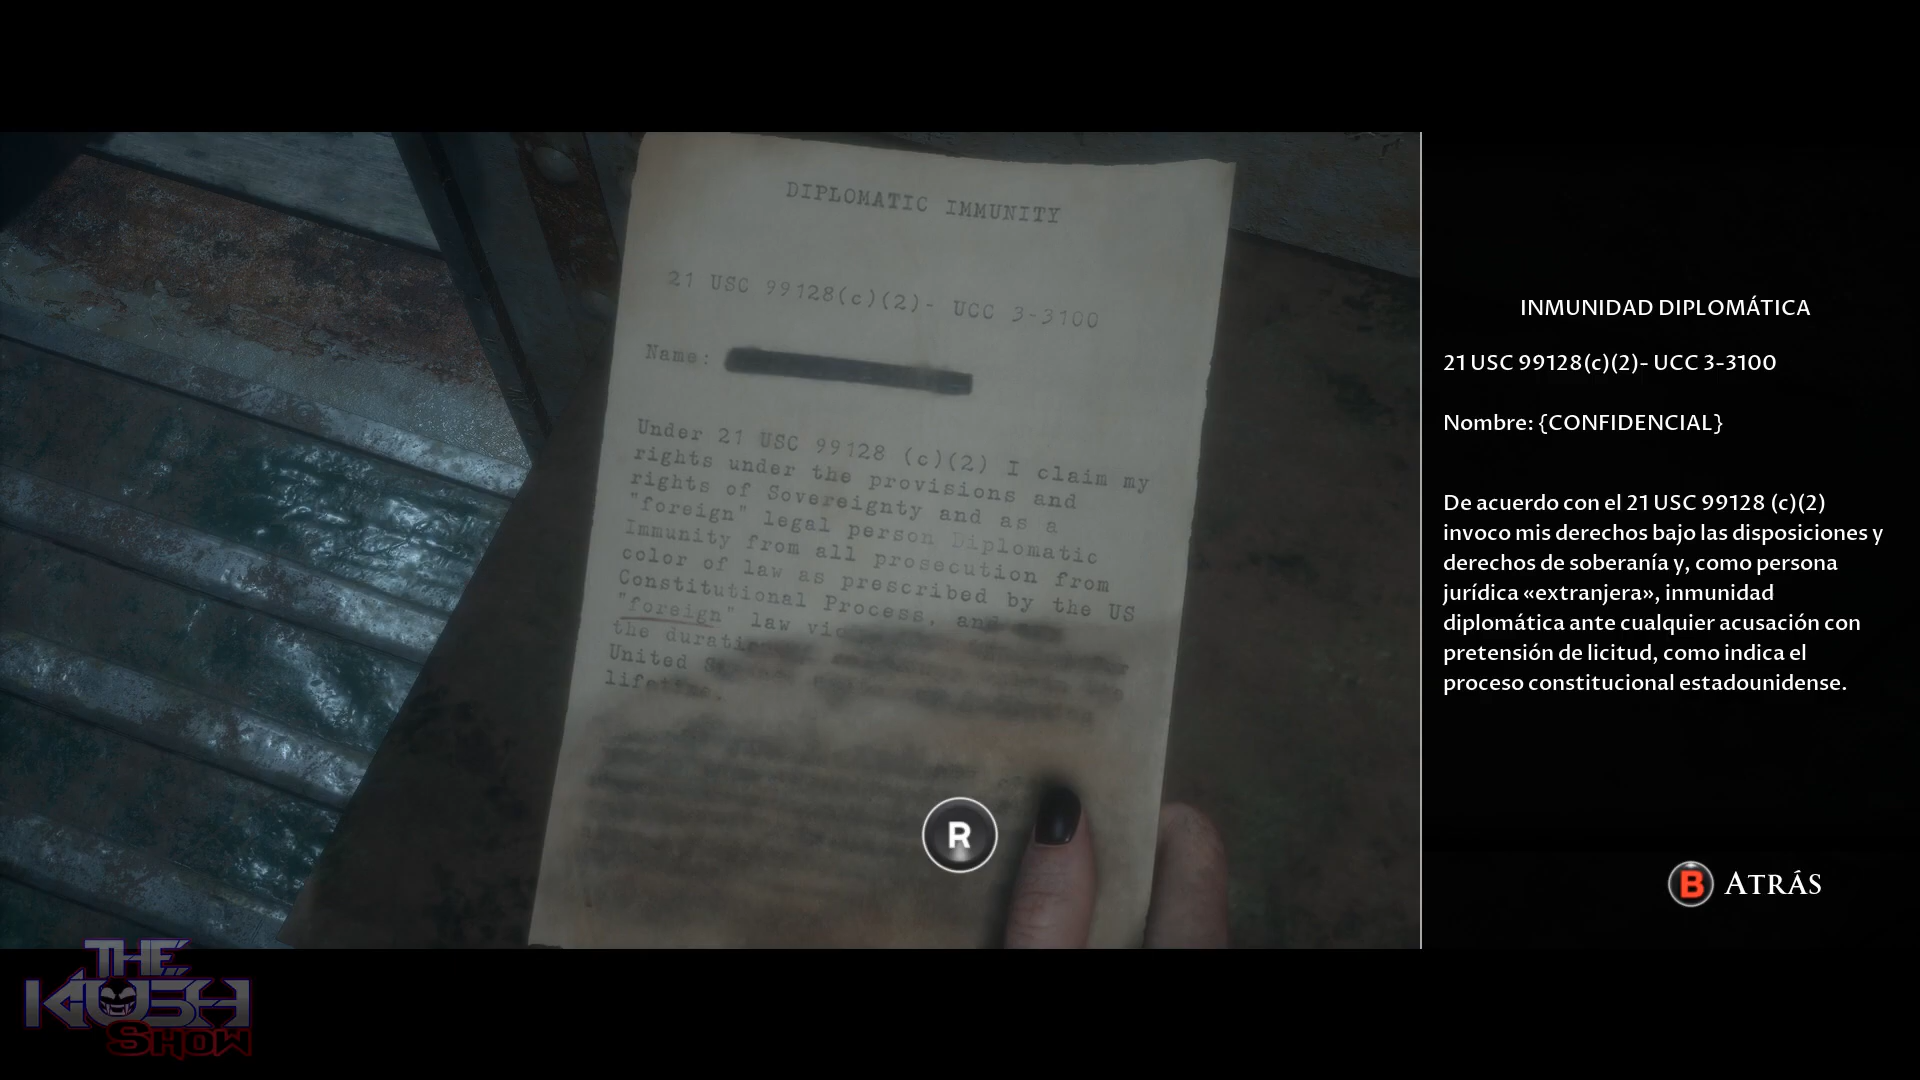 DIPLOMATIC IMMUNITY
21 USC 99128(c)(2)- UCC 3-3100
Name:
Under 21 USC 99128 (c)(2) I claim my
rights under the provisions and
rights of Sovereignty and as a
"foreign" legal person Diplomatic
Immunity from all prosecution from
color of law as prescribed by the US
Constitutional Process, and
"foreign" law
the
United
lifetime.
R
INMUNIDAD DIPLOMÁTICA
21 USC 99128(c)(2)- UCC 3-3100
Nombre: {CONFIDENCIAL}
De acuerdo con el 21 USC 99128 (c)(2)
invoco mis derechos bajo las disposiciones y
derechos de soberanía y, como persona
jurídica «extranjera», inmunidad
diplomática ante cualquier acusación con
pretensión de licitud, como indica el
proceso constitucional estadounidense.
B ATRÁS
THE
KUSH
SHOW